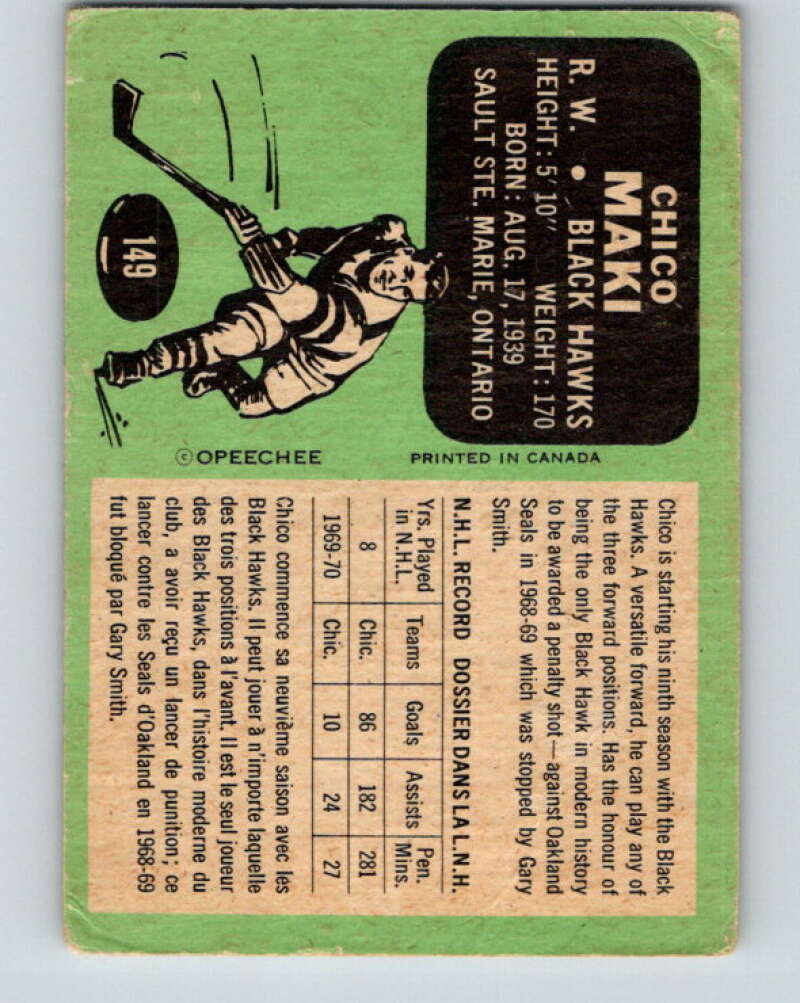 CHICO
MAKI
R. W. • BLACK HAWKS
HEIGHT: 5'10" WEIGHT: 170
BORN: AUG. 17, 1939
SAULT STE. MARIE, ONTARIO
149
© OPEECHEE PRINTED IN CANADA
Chico is starting his ninth season with the Black
Hawks. A versatile forward, he can play any of
the three forward positions. Has the honour of
being the only Black Hawk in modern history
to be awarded a penalty shot — against Oakland
Seals in 1968-69 which was stopped by Gary
Smith.
N.H.L. RECORD DOSSIER DANS LA L.N.H.
Yrs. Played Teams Goals Assists Pen.
in N.H.L. Mins.
8 Chic. 86 182 281
1969-70 Chic. 10 24 27
Chico commence sa neuvième saison avec les
Black Hawks. Il peut jouer à n'importe laquelle
des trois positions à l'avant. Il est le seul joueur
des Black Hawks, dans l'histoire moderne du
club, a avoir reçu un lancer de punition; ce
lancer contre les Seals d'Oakland en 1968-69
fut bloqué par Gary Smith.